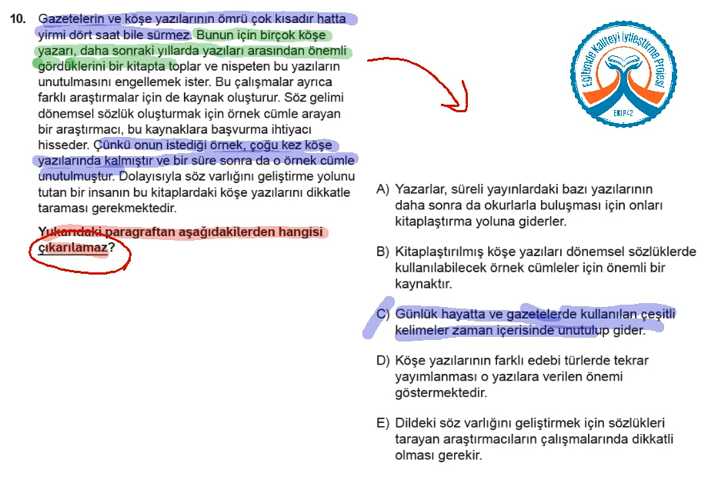 10. Gazetelerin ve köşe yazılarının ömrü çok kısadır hatta
yirmi dört saat bile sürmez. Bunun için birçok köşe
yazarı, daha sonraki yıllarda yazıları arasından önemli
gördüklerini bir kitapta toplar ve nispeten bu yazıların
unutulmasını engellemek ister. Bu çalışmalar ayrıca
farklı araştırmalar için de kaynak oluşturur. Söz gelimi
dönemsel sözlük oluşturmak için örnek cümle arayan
bir araştırmacı, bu kaynaklara başvurma ihtiyacı
hisseder. Çünkü onun istediği örnek, çoğu kez köşe
yazılarında kalmıştır ve bir süre sonra da o örnek cümle
unutulmuştur. Dolayısıyla söz varlığını geliştirme yolunu
tutan bir insanın bu kitaplardaki köşe yazılarını dikkatle
taraması gerekmektedir.
Yukarıdaki paragraftan aşağıdakilerden hangisi
çıkarılamaz?
Eğitimde Kaliteyi İyileştirme Projesi
EKİP42
A) Yazarlar, süreli yayınlardaki bazı yazılarının
daha sonra da okurlarla buluşması için onları
kitaplaştırma yoluna giderler.
B) Kitaplaştırılmış köşe yazıları dönemsel sözlüklerde
kullanılabilecek örnek cümleler için önemli bir
kaynaktır.
C) Günlük hayatta ve gazetelerde kullanılan çeşitli
kelimeler zaman içerisinde unutulup gider.
D) Köşe yazılarının farklı edebi türlerde tekrar
yayımlanması o yazılara verilen önemi
göstermektedir.
E) Dildeki söz varlığını geliştirmek için sözlükleri
tarayan araştırmacıların çalışmalarında dikkatli
olması gerekir.